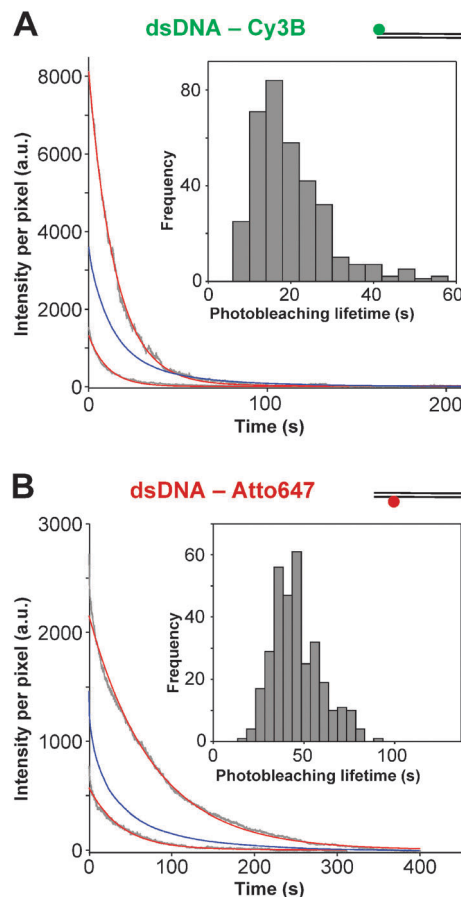 A
dsDNA – Cy3B
8000
6000
4000
2000
0
Intensity per pixel (a.u.)
0
100
200
Time (s)
80
40
0
Frequency
0
20
40
60
Photobleaching lifetime (s)
B
dsDNA – Atto647
3000
2000
1000
0
Intensity per pixel (a.u.)
0
100
200
300
400
Time (s)
60
40
20
0
Frequency
0
50
100
Photobleaching lifetime (s)